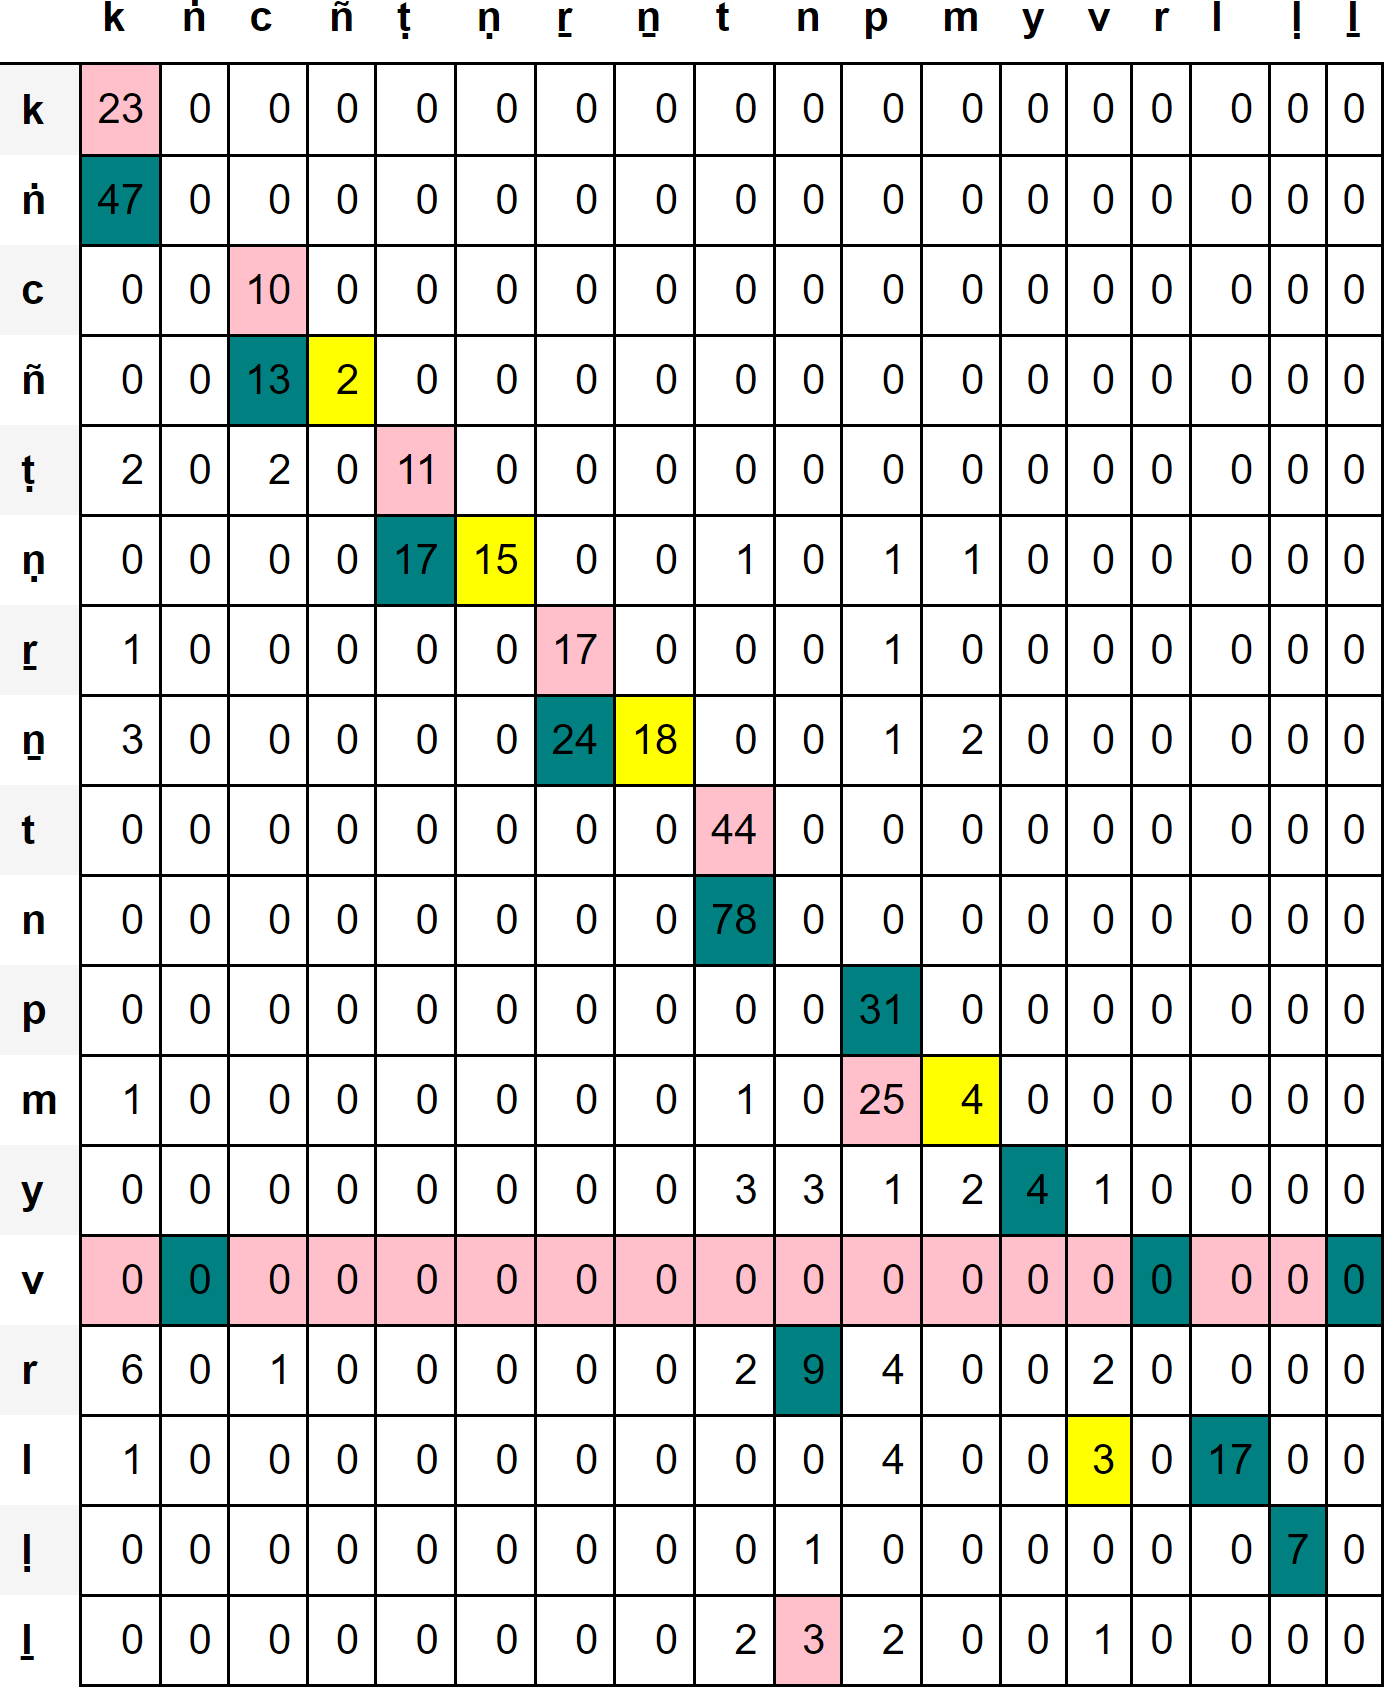 k ṅ c ñ ṭ ṇ ṟ ṉ t n p m y v r l ḷ ḻ
k 23 0 0 0 0 0 0 0 0 0 0 0 0 0 0 0 0 0
ṅ 47 0 0 0 0 0 0 0 0 0 0 0 0 0 0 0 0 0
c 0 0 10 0 0 0 0 0 0 0 0 0 0 0 0 0 0 0
ñ 0 0 13 2 0 0 0 0 0 0 0 0 0 0 0 0 0 0
ṭ 2 0 2 0 11 0 0 0 0 0 0 0 0 0 0 0 0 0
ṇ 0 0 0 0 17 15 0 0 1 0 1 1 0 0 0 0 0 0
ṟ 1 0 0 0 0 0 17 0 0 0 1 0 0 0 0 0 0 0
ṉ 3 0 0 0 0 0 24 18 0 0 1 2 0 0 0 0 0 0
t 0 0 0 0 0 0 0 0 44 0 0 0 0 0 0 0 0 0
n 0 0 0 0 0 0 0 0 78 0 0 0 0 0 0 0 0 0
p 0 0 0 0 0 0 0 0 0 0 31 0 0 0 0 0 0 0
m 1 0 0 0 0 0 0 0 1 0 25 4 0 0 0 0 0 0
y 0 0 0 0 0 0 0 0 3 3 1 2 4 1 0 0 0 0
v 0 0 0 0 0 0 0 0 0 0 0 0 0 0 0 0 0 0
r 6 0 1 0 0 0 0 0 2 9 4 0 0 2 0 0 0 0
l 1 0 0 0 0 0 0 0 0 0 4 0 0 3 0 17 0 0
ḷ 0 0 0 0 0 0 0 0 0 1 0 0 0 0 0 0 7 0
ḻ 0 0 0 0 0 0 0 0 2 3 2 0 0 1 0 0 0 0